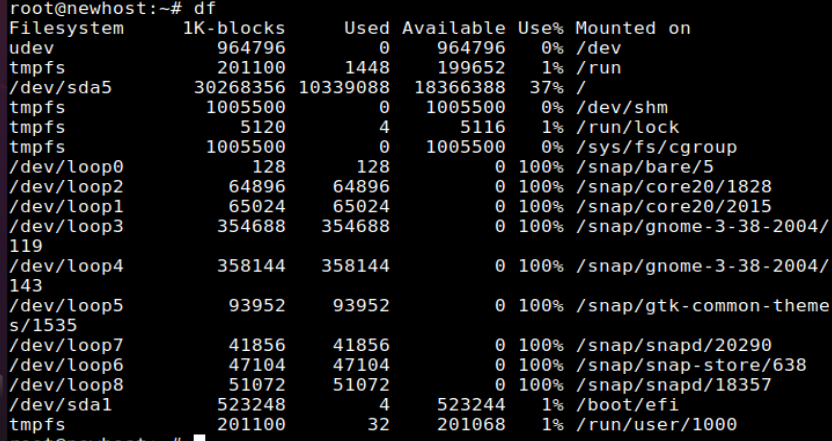 root@newhost:~# df
Filesystem     1K-blocks     Used Available Use% Mounted on
udev              964796        0    964796   0% /dev
tmpfs             201100     1448    199652   1% /run
/dev/sda5       30268356 10339088  18366388  37% /
tmpfs            1005500        0   1005500   0% /dev/shm
tmpfs               5120        4      5116   1% /run/lock
tmpfs            1005500        0   1005500   0% /sys/fs/cgroup
/dev/loop0           128      128         0 100% /snap/bare/5
/dev/loop2         64896    64896         0 100% /snap/core20/1828
/dev/loop1         65024    65024         0 100% /snap/core20/2015
/dev/loop3        354688   354688         0 100% /snap/gnome-3-38-2004/
119
/dev/loop4        358144   358144         0 100% /snap/gnome-3-38-2004/
143
/dev/loop5         93952    93952         0 100% /snap/gtk-common-theme
s/1535
/dev/loop7         41856    41856         0 100% /snap/snapd/20290
/dev/loop6         47104    47104         0 100% /snap/snap-store/638
/dev/loop8         51072    51072         0 100% /snap/snapd/18357
/dev/sda1         523248        4    523244   1% /boot/efi
tmpfs             201100       32    201068   1% /run/user/1000
root@newhost:~#